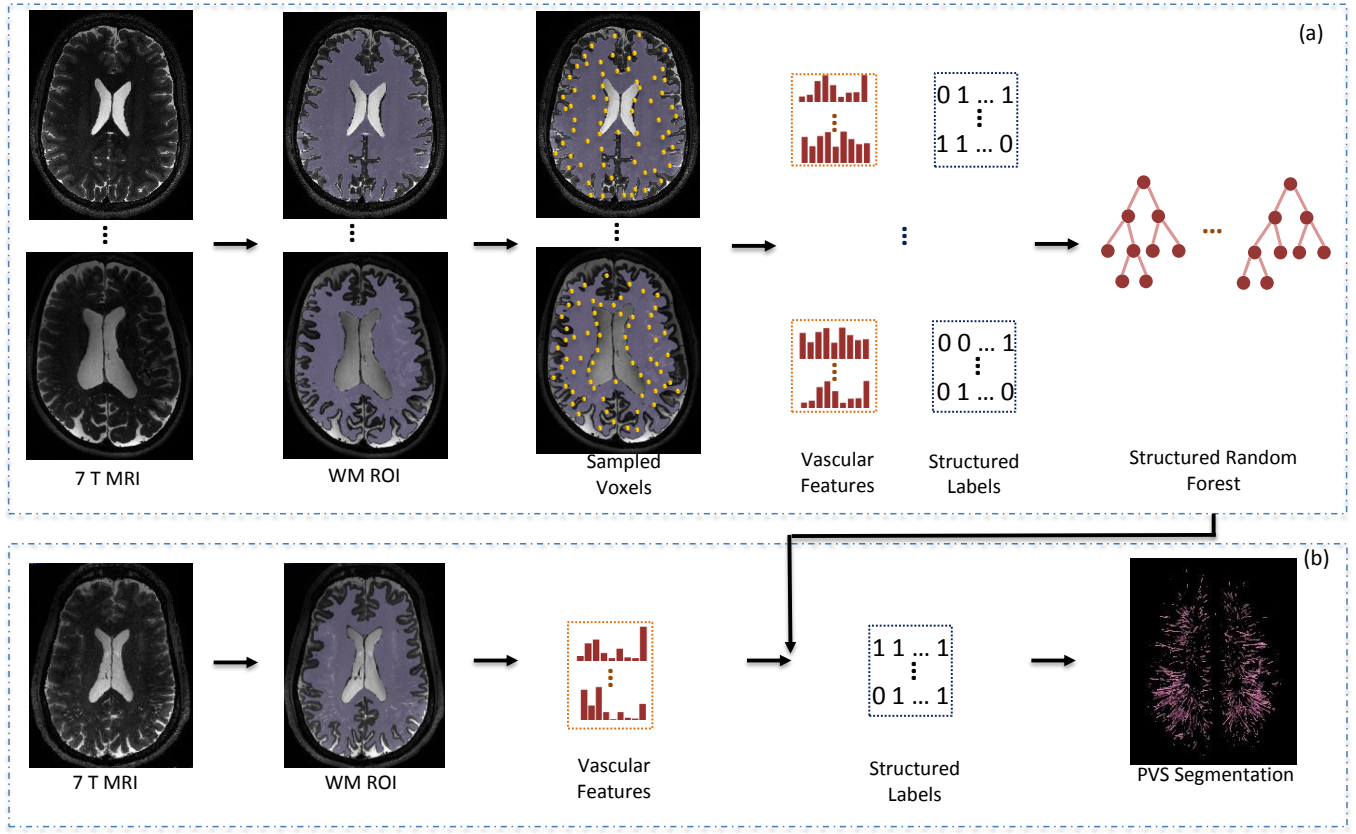 (a)
0 1 ... 1
1 1 ... 0
0 0 ... 1
0 1 ... 0
7 T MRI
WM ROI
Sampled
Voxels
Vascular
Features
Structured
Labels
Structured Random
Forest
(b)
1 1 ... 1
0 1 ... 1
7 T MRI
WM ROI
Vascular
Features
Structured
Labels
PVS Segmentation